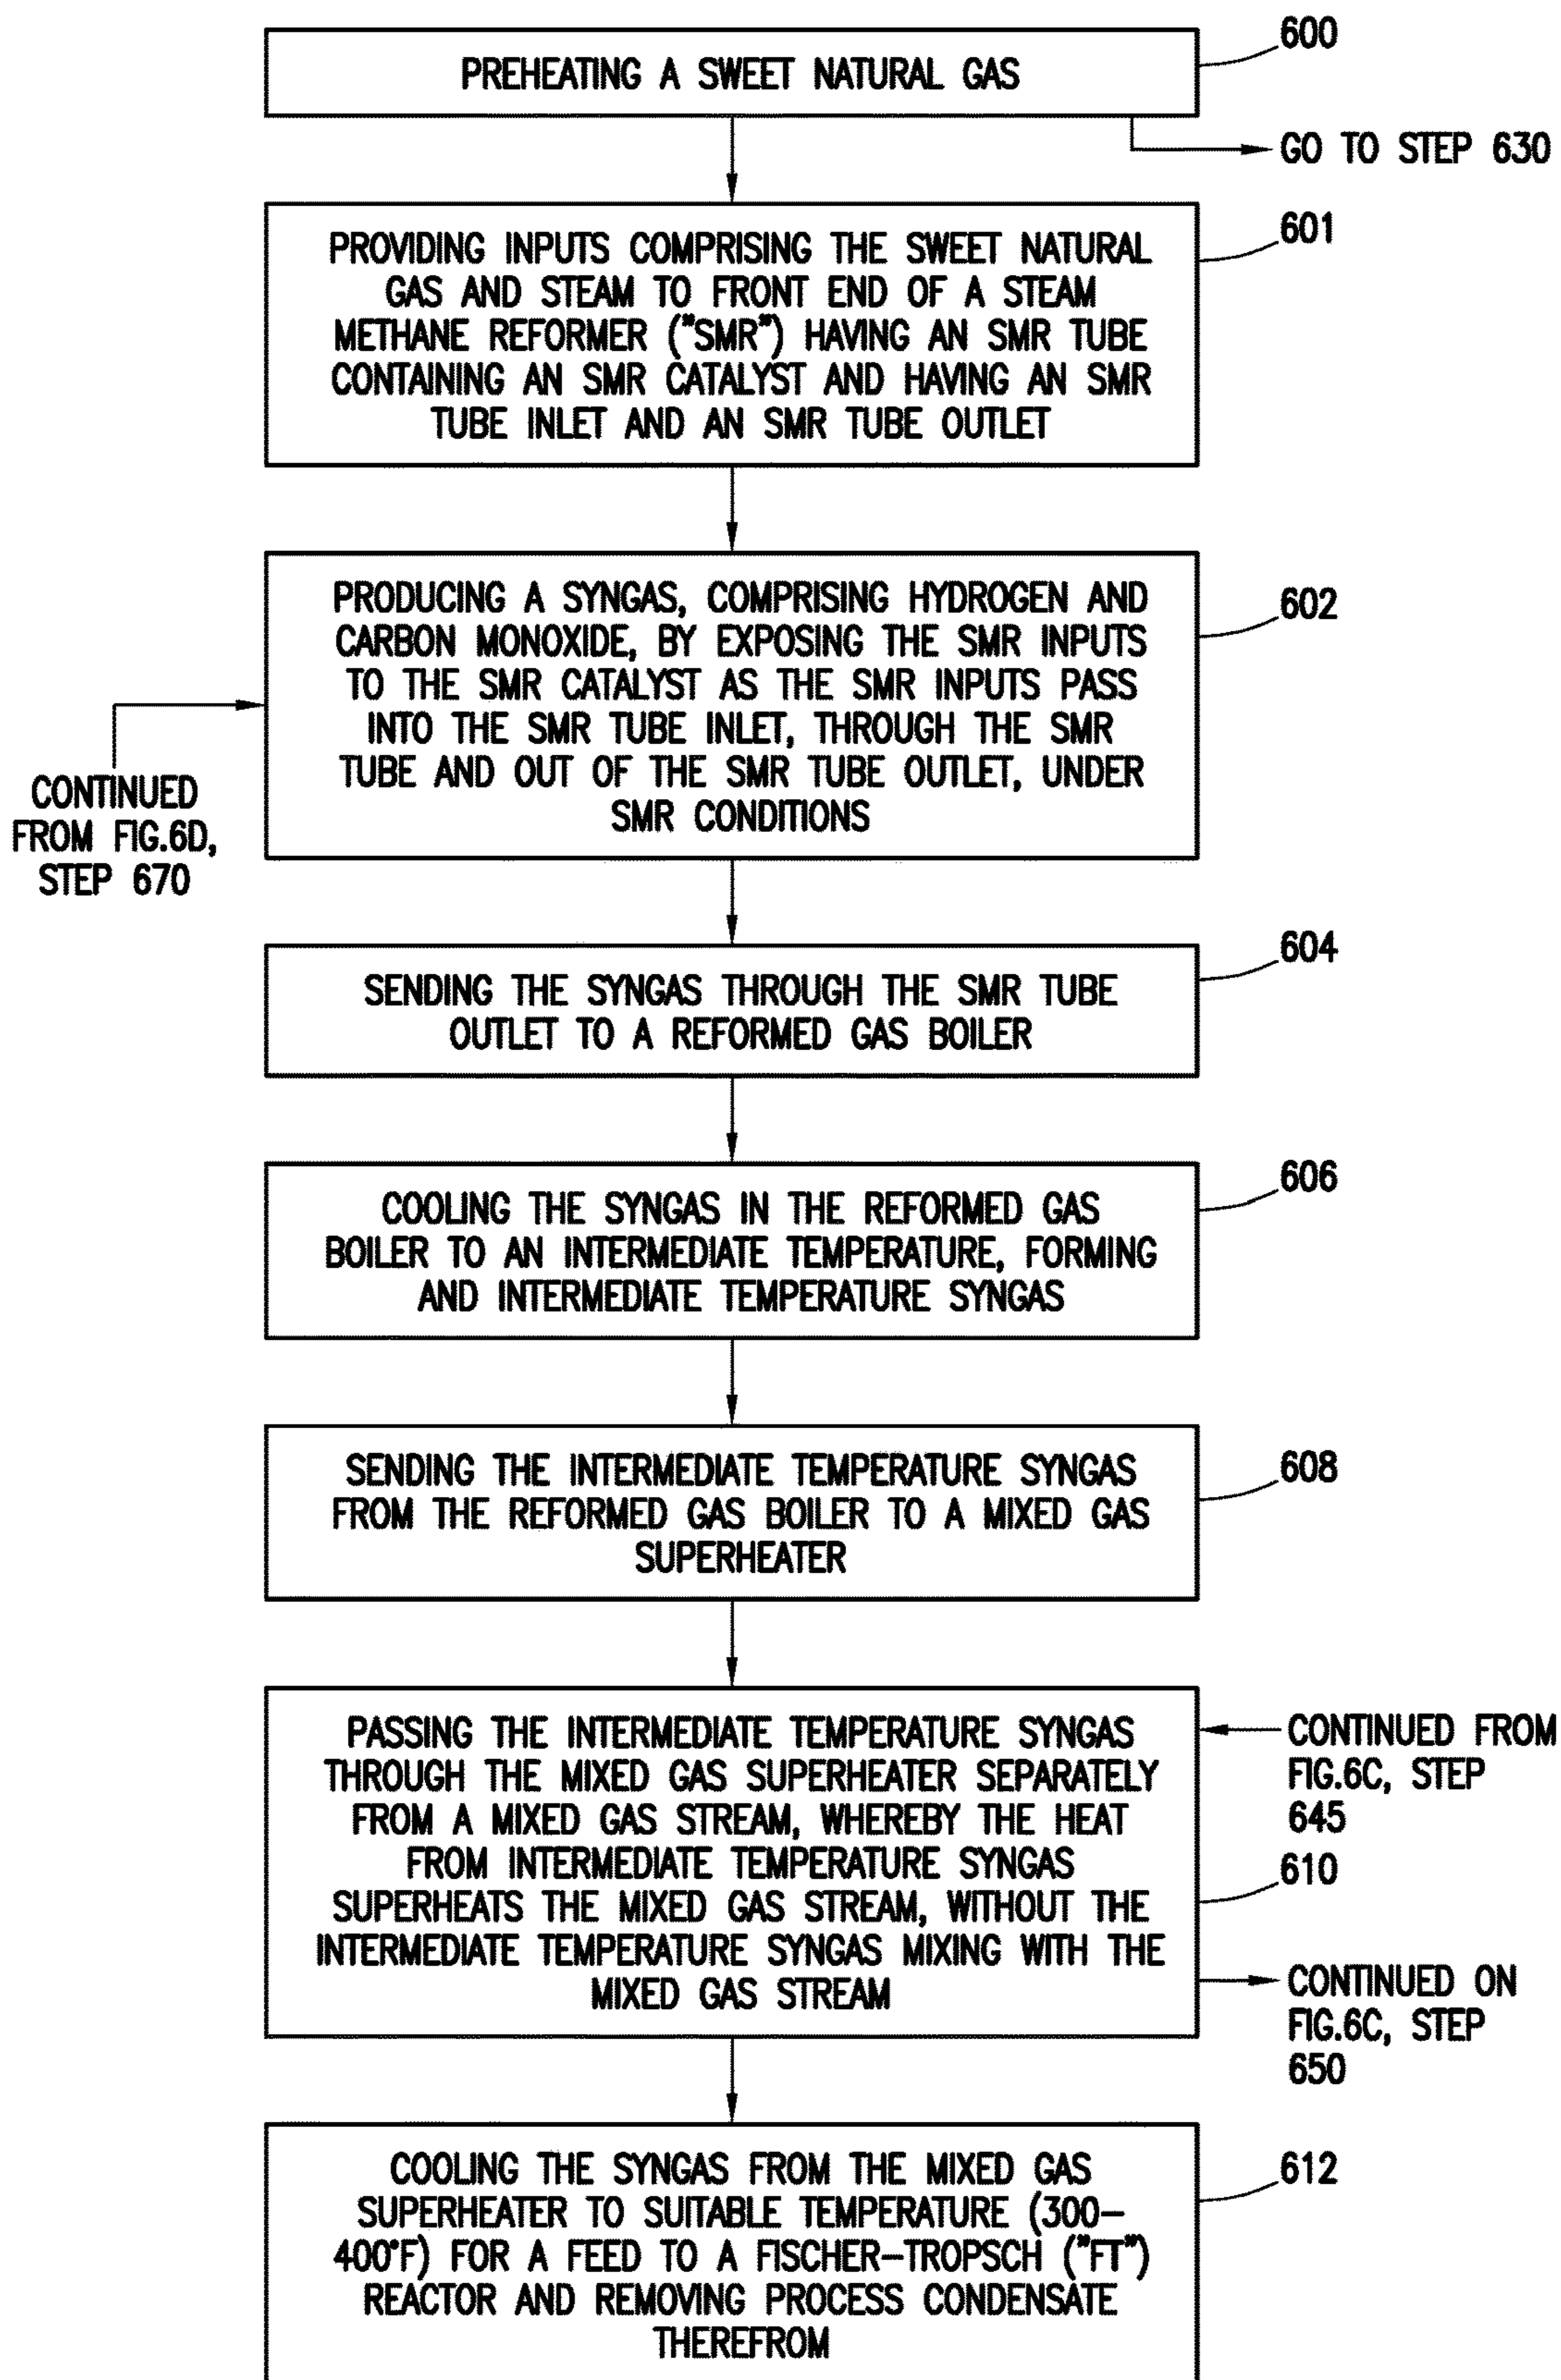 600
PREHEATING A SWEET NATURAL GAS
GO TO STEP 630
601
PROVIDING INPUTS COMPRISING THE SWEET NATURAL
GAS AND STEAM TO FRONT END OF A STEAM
METHANE REFORMER ("SMR") HAVING AN SMR TUBE
CONTAINING AN SMR CATALYST AND HAVING AN SMR
TUBE INLET AND AN SMR TUBE OUTLET
602
PRODUCING A SYNGAS, COMPRISING HYDROGEN AND
CARBON MONOXIDE, BY EXPOSING THE SMR INPUTS
TO THE SMR CATALYST AS THE SMR INPUTS PASS
INTO THE SMR TUBE INLET, THROUGH THE SMR
TUBE AND OUT OF THE SMR TUBE OUTLET, UNDER
SMR CONDITIONS
CONTINUED
FROM FIG.6D,
STEP 670
604
SENDING THE SYNGAS THROUGH THE SMR TUBE
OUTLET TO A REFORMED GAS BOILER
606
COOLING THE SYNGAS IN THE REFORMED GAS
BOILER TO AN INTERMEDIATE TEMPERATURE, FORMING
AND INTERMEDIATE TEMPERATURE SYNGAS
608
SENDING THE INTERMEDIATE TEMPERATURE SYNGAS
FROM THE REFORMED GAS BOILER TO A MIXED GAS
SUPERHEATER
PASSING THE INTERMEDIATE TEMPERATURE SYNGAS
THROUGH THE MIXED GAS SUPERHEATER SEPARATELY
FROM A MIXED GAS STREAM, WHEREBY THE HEAT
FROM INTERMEDIATE TEMPERATURE SYNGAS
SUPERHEATS THE MIXED GAS STREAM, WITHOUT THE
INTERMEDIATE TEMPERATURE SYNGAS MIXING WITH THE
MIXED GAS STREAM
CONTINUED FROM
FIG.6C, STEP
645
610
CONTINUED ON
FIG.6C, STEP
650
612
COOLING THE SYNGAS FROM THE MIXED GAS
SUPERHEATER TO SUITABLE TEMPERATURE (300-
400°F) FOR A FEED TO A FISCHER-TROPSCH ("FT")
REACTOR AND REMOVING PROCESS CONDENSATE
THEREFROM